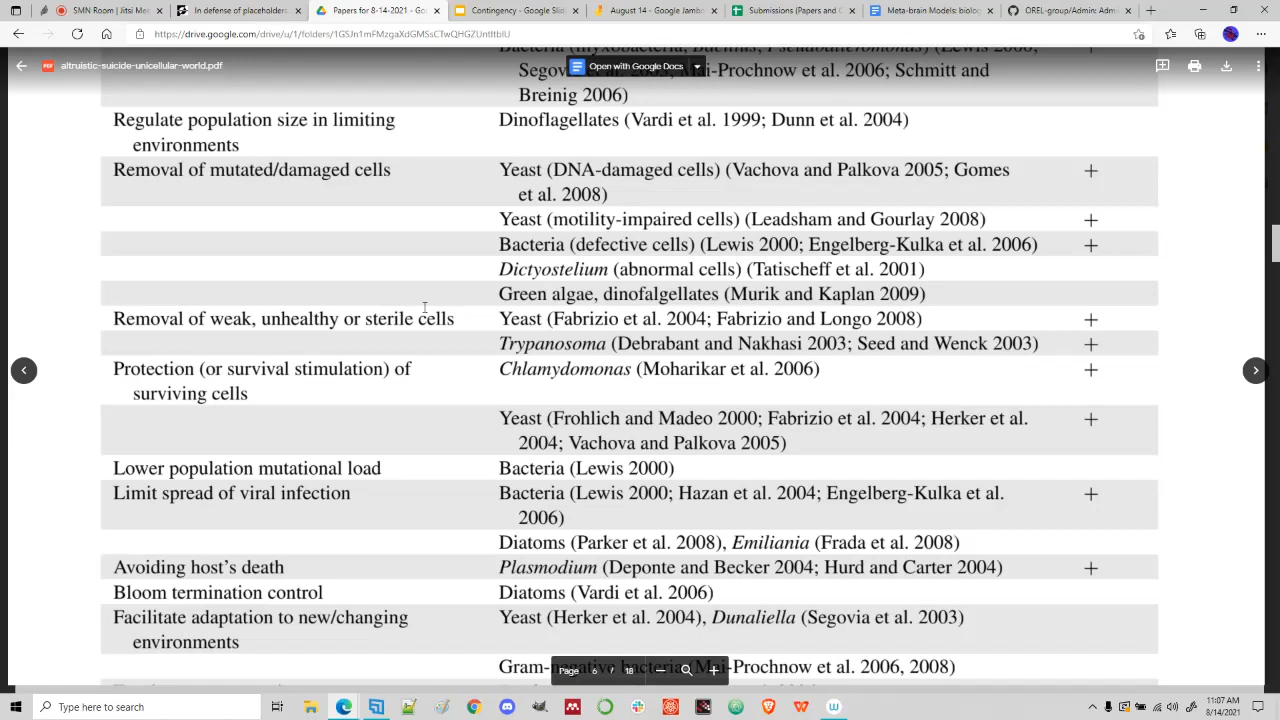 SMN Room | Jits Me
In defense of placehol
Papers for 8-14-2021 - Go
Contingency - Google Sl
August 14 - Google Jambo
Supplements and Models
Meta-Models biolog
OREL-group/Admin: Adm
https://drive.google.com/drive/u/1/folders/1GSJn1mFMzgaXdGMSsCTwQHGZUntItbIU
altruistic-suicide-unicellular-world.pdf
Open with Google Docs
Mai-Prochnow et al. 2006; Schmitt and
Breinig 2006)
Regulate population size in limiting
environments
Dinoflagellates (Vardi et al. 1999; Dunn et al. 2004)
Removal of mutated/damaged cells
Yeast (DNA-damaged cells) (Vachova and Palkova 2005; Gomes
et al. 2008)
+
Yeast (motility-impaired cells) (Leadsham and Gourlay 2008)
+
Bacteria (defective cells) (Lewis 2000; Engelberg-Kulka et al. 2006)
+
Dictyostelium (abnormal cells) (Tatischeff et al. 2001)
Green algae, dinofalgellates (Murik and Kaplan 2009)
Removal of weak, unhealthy or sterile cells
Yeast (Fabrizio et al. 2004; Fabrizio and Longo 2008)
+
Trypanosoma (Debrabant and Nakhasi 2003; Seed and Wenck 2003)
+
Protection (or survival stimulation) of
surviving cells
Chlamydomonas (Moharikar et al. 2006)
+
Yeast (Frohlich and Madeo 2000; Fabrizio et al. 2004; Herker et al.
2004; Vachova and Palkova 2005)
+
Lower population mutational load
Bacteria (Lewis 2000)
Limit spread of viral infection
Bacteria (Lewis 2000; Hazan et al. 2004; Engelberg-Kulka et al.
2006)
+
Diatoms (Parker et al. 2008), Emiliania (Frada et al. 2008)
Avoiding host's death
Plasmodium (Deponte and Becker 2004; Hurd and Carter 2004)
+
Bloom termination control
Diatoms (Vardi et al. 2006)
Facilitate adaptation to new/changing
environments
Yeast (Herker et al. 2004), Dunaliella (Segovia et al. 2003)
Gram-negative bacteria (Mai-Prochnow et al. 2006, 2008)
Page 6 / 18
Type here to search
11:07 AM
8/14/2021